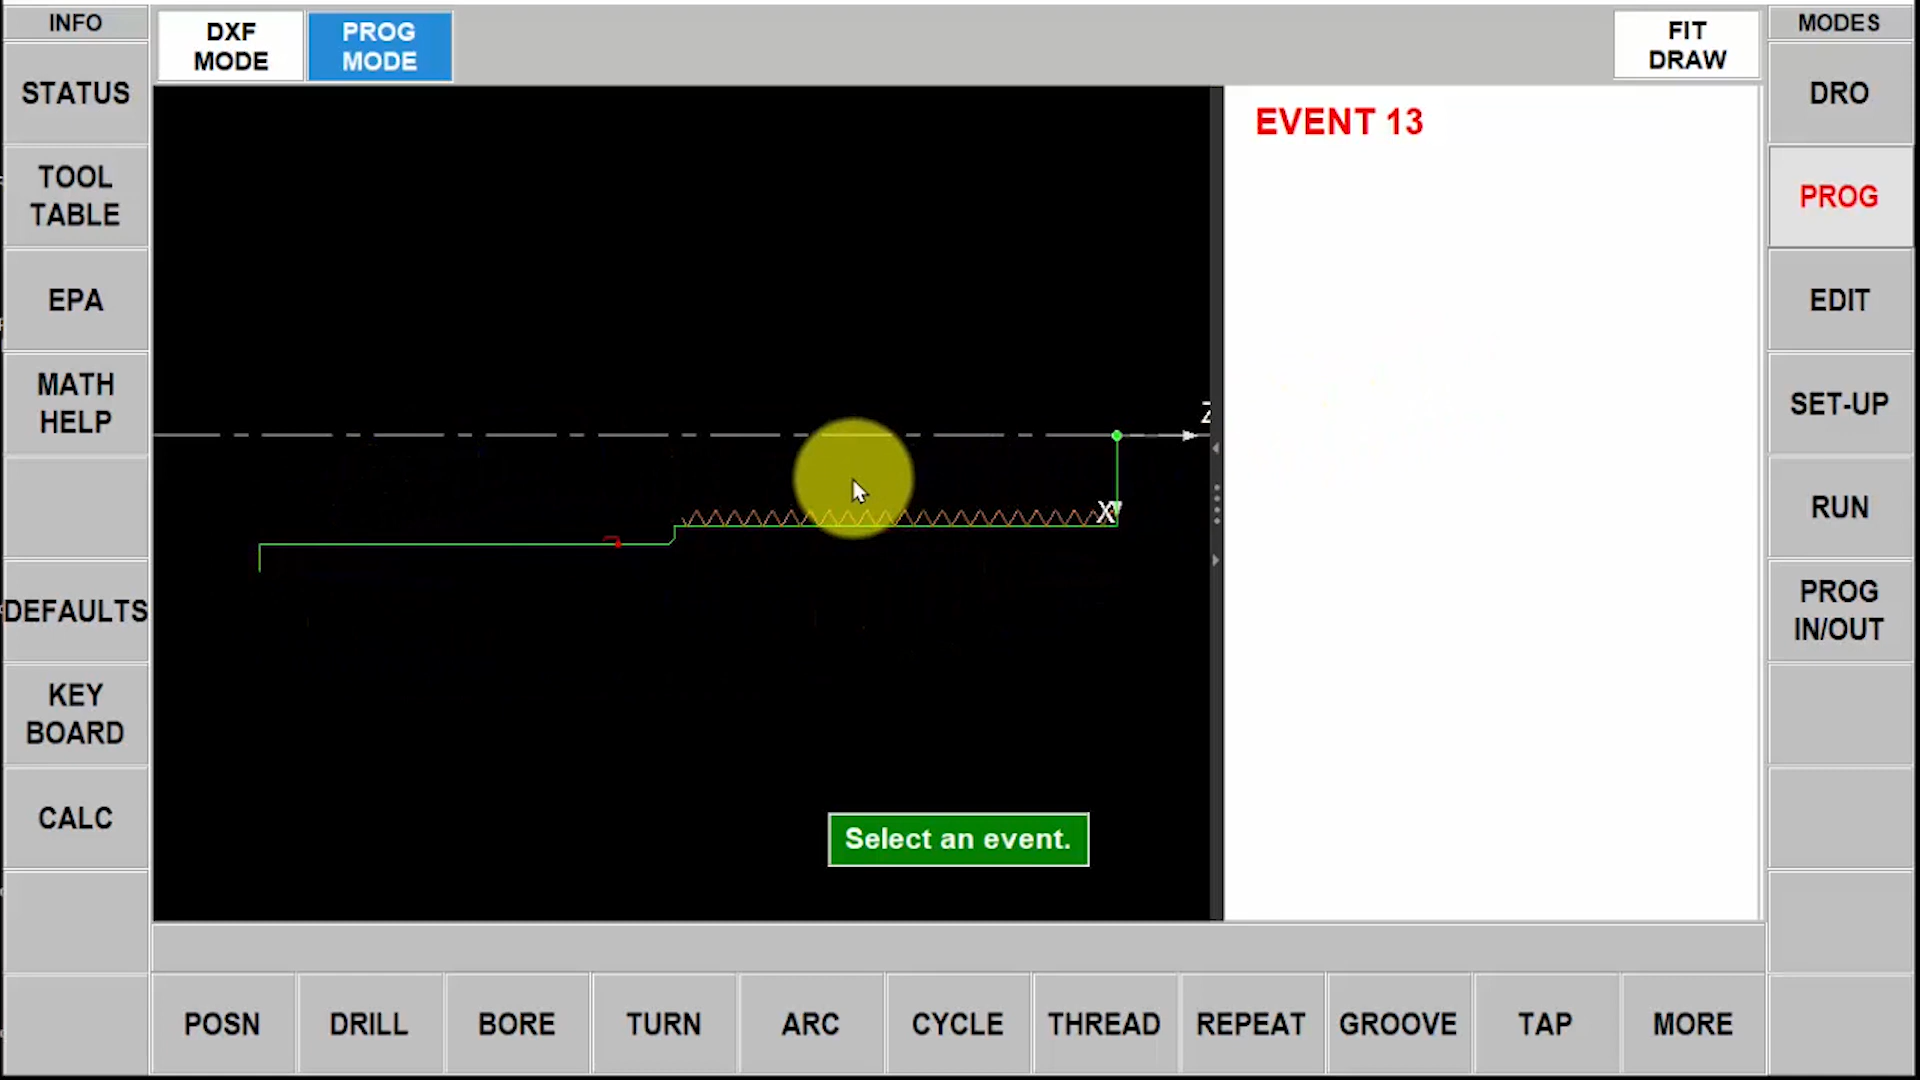 INFO
DXF
MODE
PROG
MODE
FIT
DRAW
MODES
STATUS
TOOL
TABLE
EPA
MATH
HELP
DEFAULTS
KEY
BOARD
CALC
EVENT 13
Z
X
Select an event.
DRO
PROG
EDIT
SET-UP
RUN
PROG
IN/OUT
POSN
DRILL
BORE
TURN
ARC
CYCLE
THREAD
REPEAT
GROOVE
TAP
MORE